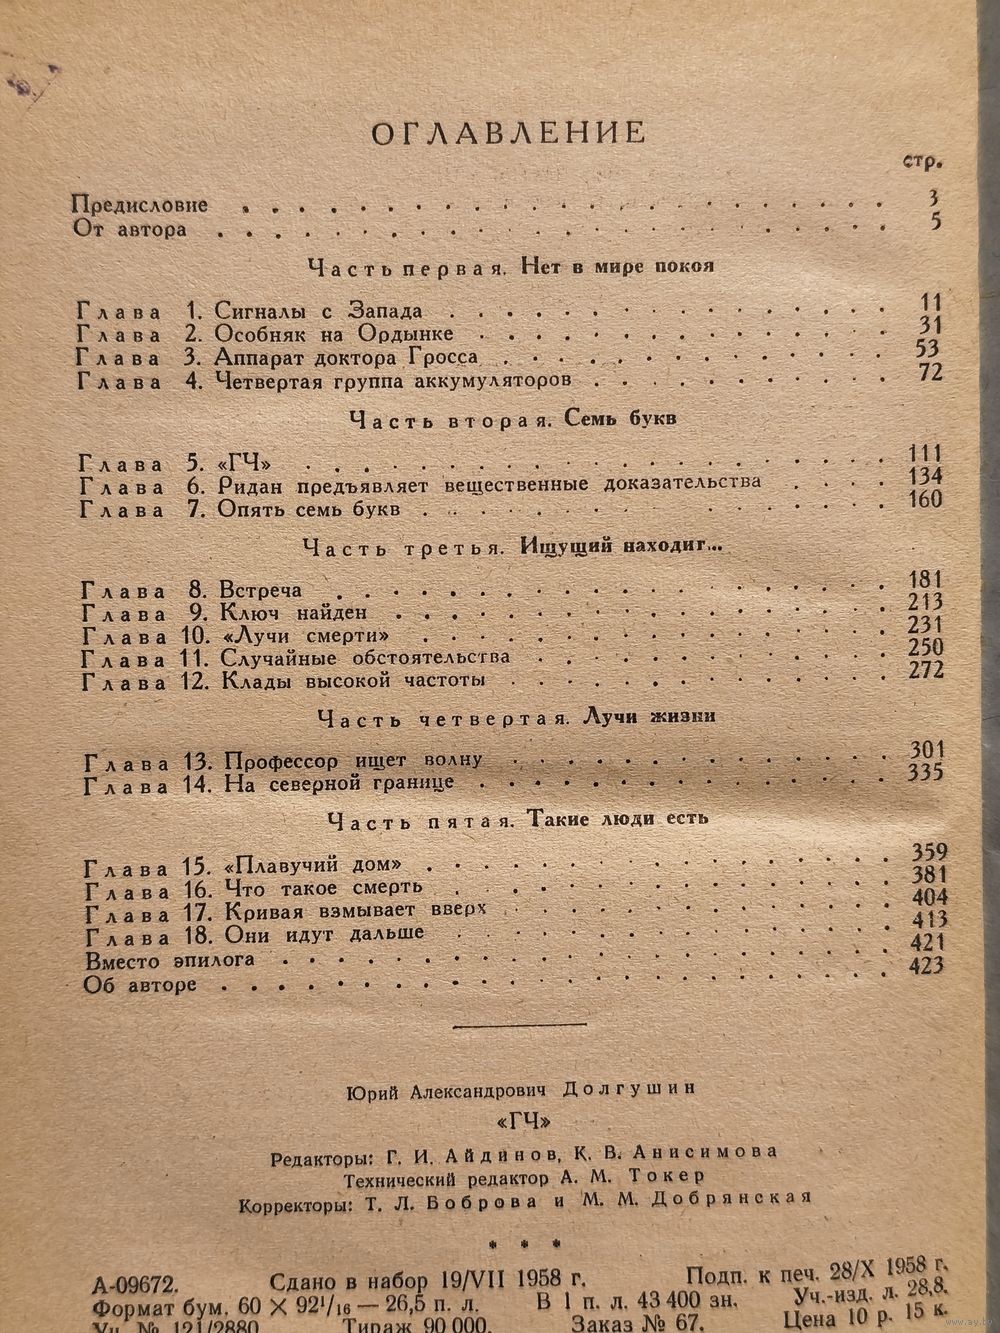 ОГЛАВЛЕНИЕ
стр.
Предисловие . . . . . . . . . . . . . . . . . . . . . . 3
От автора . . . . . . . . . . . . . . . . . . . . . . . 5
Часть первая. Нет в мире покоя
Глава 1. Сигналы с Запада . . . . . . . . . . . . . . . 11
Глава 2. Особняк на Ордынке . . . . . . . . . . . . . . 31
Глава 3. Аппарат доктора Гросса . . . . . . . . . . . . 53
Глава 4. Четвертая группа аккумуляторов . . . . . . . . 72
Часть вторая. Семь букв
Глава 5. «ГЧ» . . . . . . . . . . . . . . . . . . . . 111
Глава 6. Ридан предъявляет вещественные доказательства . . . . 134
Глава 7. Опять семь букв . . . . . . . . . . . . . . . 160
Часть третья. Ищущий находит...
Глава 8. Встреча . . . . . . . . . . . . . . . . . . . 181
Глава 9. Ключ найден . . . . . . . . . . . . . . . . . 213
Глава 10. «Лучи смерти» . . . . . . . . . . . . . . . . 231
Глава 11. Случайные обстоятельства . . . . . . . . . . . 250
Глава 12. Клады высокой частоты . . . . . . . . . . . . 272
Часть четвертая. Лучи жизни
Глава 13. Профессор ищет волну . . . . . . . . . . . . . 301
Глава 14. На северной границе . . . . . . . . . . . . . 335
Часть пятая. Такие люди есть
Глава 15. «Плавучий дом» . . . . . . . . . . . . . . . . 359
Глава 16. Что такое смерть . . . . . . . . . . . . . . . 381
Глава 17. Кривая взмывает вверх . . . . . . . . . . . . 404
Глава 18. Они идут дальше . . . . . . . . . . . . . . . 413
Вместо эпилога . . . . . . . . . . . . . . . . . . . . 421
Об авторе . . . . . . . . . . . . . . . . . . . . . . . 423
Юрий Александрович Долгушин
«ГЧ»
Редакторы: Г. И. Айдинов, К. В. Анисимова
Технический редактор А. М. Токер
Корректоры: Т. Л. Боброва и М. М. Добрянская
* * *
А-09672. Сдано в набор 19/VII 1958 г. Подп. к печ. 28/X 1958 г.
Формат бум. 60 × 92¹/₁₆ — 26,5 п. л. В 1 п. л. 43 400 зн. Уч.-изд. л. 28,8.
Уч. № 121/2880. Тираж 90 000. Заказ № 67. Цена 10 р. 15 к.